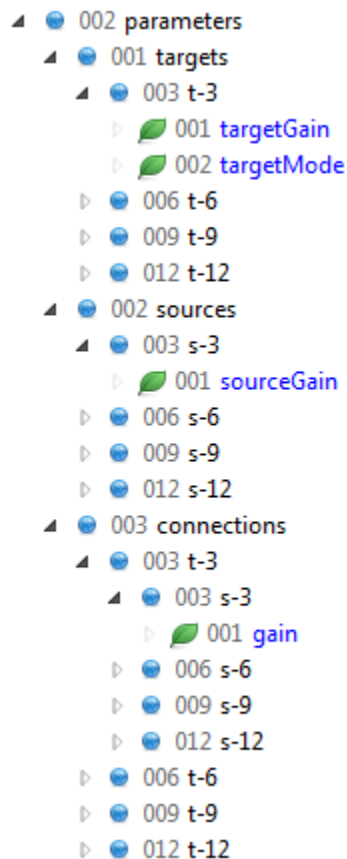 002 parameters
001 targets
003 t-3
001 targetGain
002 targetMode
006 t-6
009 t-9
012 t-12
002 sources
003 s-3
001 sourceGain
006 s-6
009 s-9
012 s-12
003 connections
003 t-3
003 s-3
001 gain
006 s-6
009 s-9
012 s-12
006 t-6
009 t-9
012 t-12